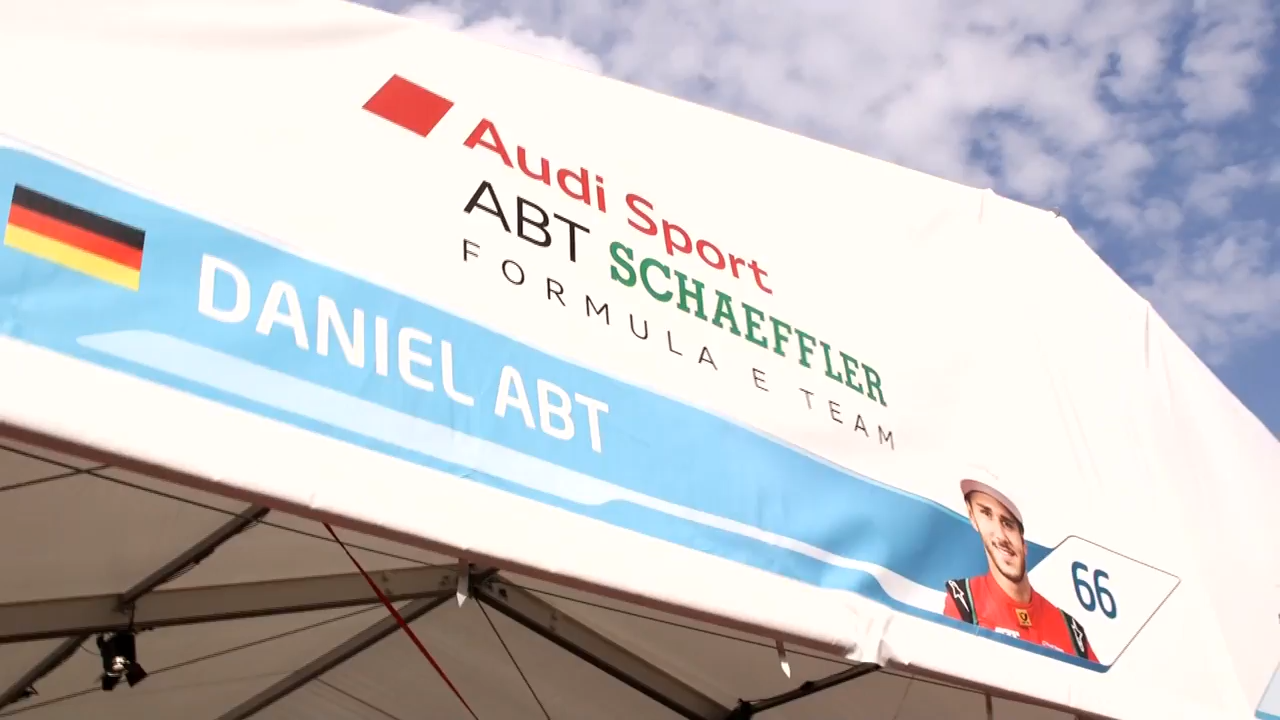 Audi Sport
ABT SCHAEFFLER
FORMULA E TEAM
DANIEL ABT
66